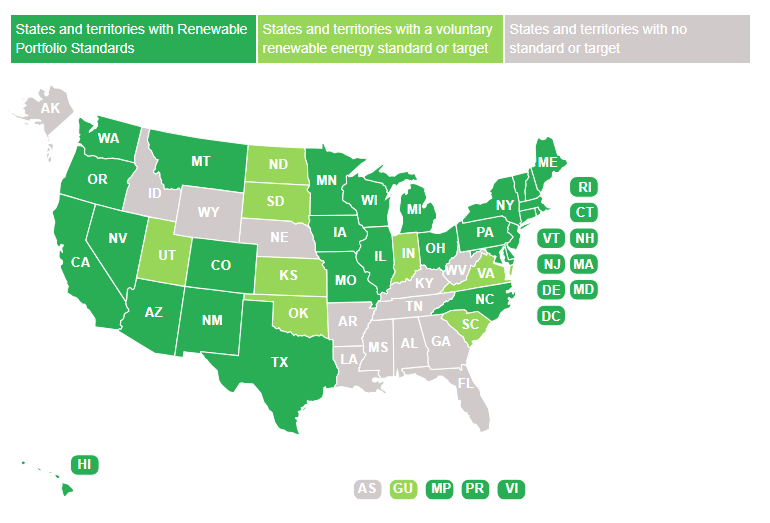 States and territories with Renewable
Portfolio Standards
States and territories with a voluntary
renewable energy standard or target
States and territories with no
standard or target
AK
WA
MT
ND
MN
ME
OR
ID
SD
WI
MI
NY
RI
WY
CT
NV
IA
PA
VT
NH
NE
OH
UT
CO
IL
IN
WV
CA
NJ
MA
KS
MO
KY
VA
DE
MD
AZ
NM
OK
TN
NC
DC
AR
SC
TX
LA
MS
AL
GA
FL
HI
AS
GU
MP
PR
VI